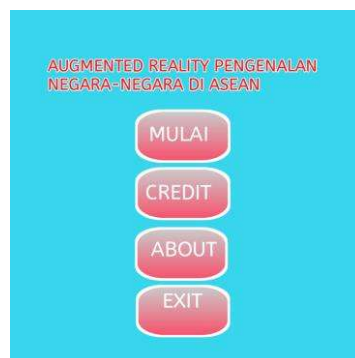 AUGMENTED REALITY PENGENALAN
NEGARA-NEGARA DI ASEAN
MULAI
CREDIT
ABOUT
EXIT